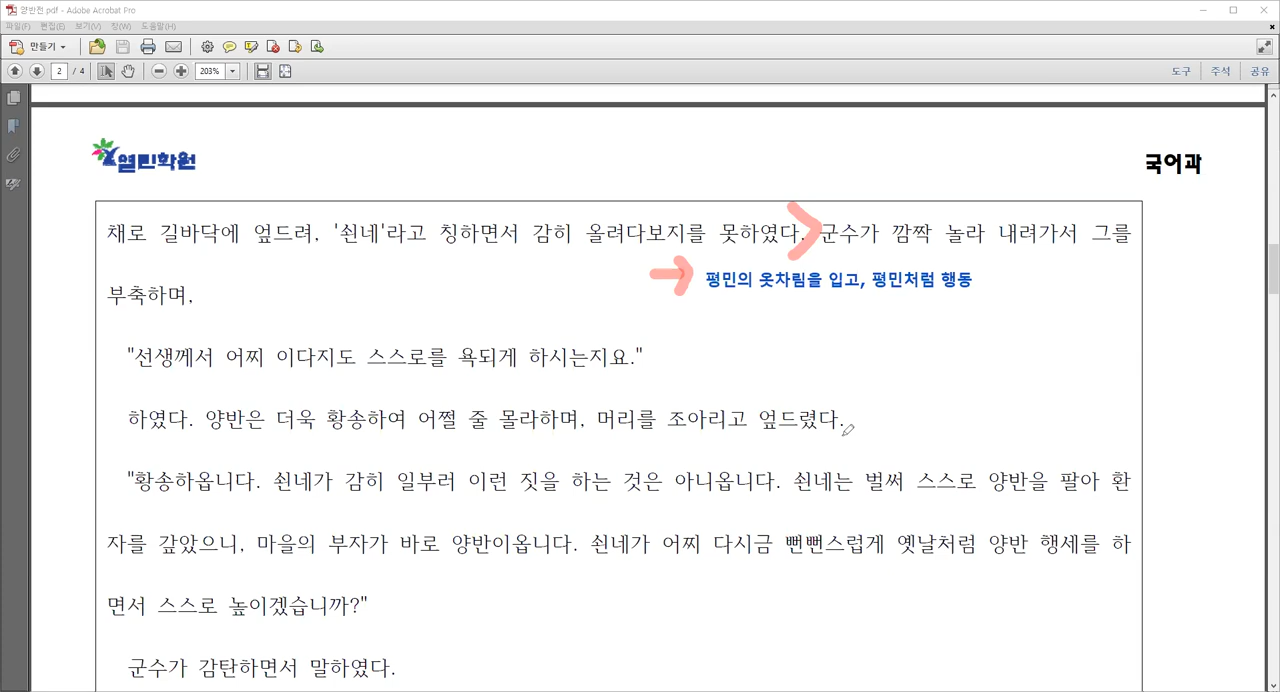 양반전.pdf - Adobe Acrobat Pro
파일(F) 편집(E) 보기(V) 창(W) 도움말(H)
만들기
2 / 4 203% 도구 주석 공유
열린학원 국어과
채로 길바닥에 엎드려, '쇤네'라고 칭하면서 감히 올려다보지를 못하였다. 군수가 깜짝 놀라 내려가서 그를
평민의 옷차림을 입고, 평민처럼 행동
부축하며,
"선생께서 어찌 이다지도 스스로를 욕되게 하시는지요."
하였다. 양반은 더욱 황송하여 어쩔 줄 몰라하며, 머리를 조아리고 엎드렸다.
"황송하옵니다. 쇤네가 감히 일부러 이런 짓을 하는 것은 아니옵니다. 쇤네는 벌써 스스로 양반을 팔아 환
자를 갚았으니, 마을의 부자가 바로 양반이옵니다. 쇤네가 어찌 다시금 뻔뻔스럽게 옛날처럼 양반 행세를 하
면서 스스로 높이겠습니까?"
군수가 감탄하면서 말하였다.